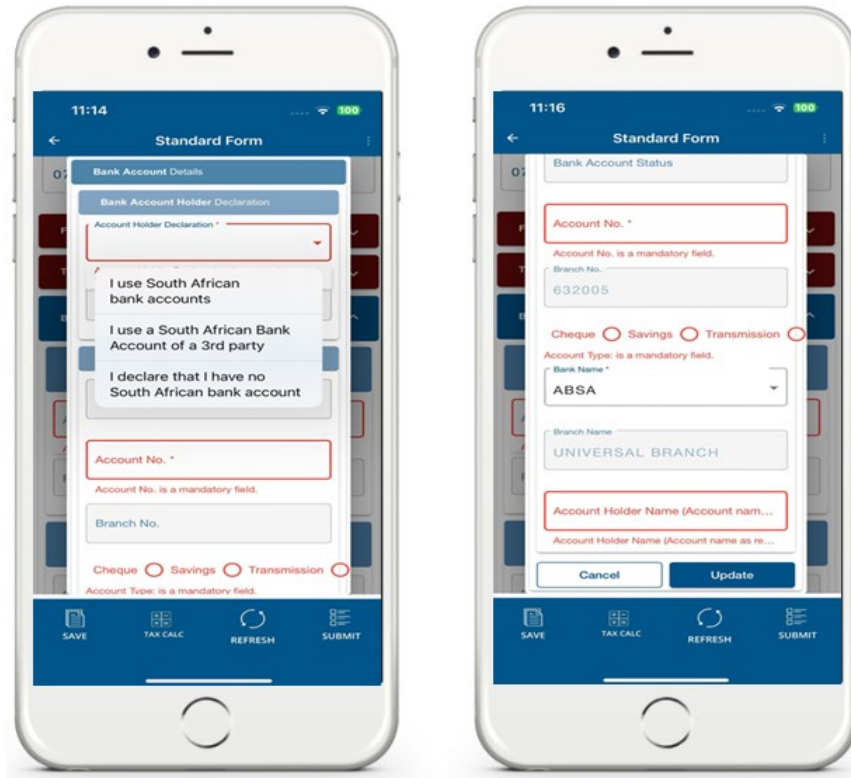 11:14
100
Standard Form
07
Bank Account Details
Bank Account Holder Declaration
Account Holder Declaration *
I use South African
bank accounts
I use a South African Bank
Account of a 3rd party
I declare that I have no
South African bank account
Account No. *
Account No. is a mandatory field.
Branch No.
Cheque
Savings
Transmission
Account Type: is a mandatory field.
SAVE
TAX CALC
REFRESH
SUBMIT
11:16
100
Standard Form
07
Bank Account Status
Account No. *
Account No. is a mandatory field.
Branch No.
632005
Cheque
Savings
Transmission
Account Type: is a mandatory field.
Bank Name *
ABSA
Branch Name
UNIVERSAL BRANCH
Account Holder Name (Account nam...
Account Holder Name (Account name as re...
Cancel
Update
SAVE
TAX CALC
REFRESH
SUBMIT